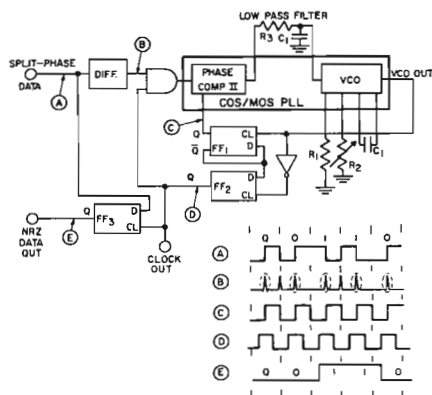 LOW PASS FILTER
R3 C1
B
SPLIT-PHASE
DATA
A
DIFF.
PHASE
COMP II
VCO
VCO OUT
COS/MOS PLL
C
Q CL
Q̅ FF1
D
R1
R2
C1
Q D
FF2
CL
D
E
Q D
FF3
CL
NRZ
DATA
OUT
CLOCK
OUT
A
0 0 1 1 0
B
C
D
E
0 0 1 1 0